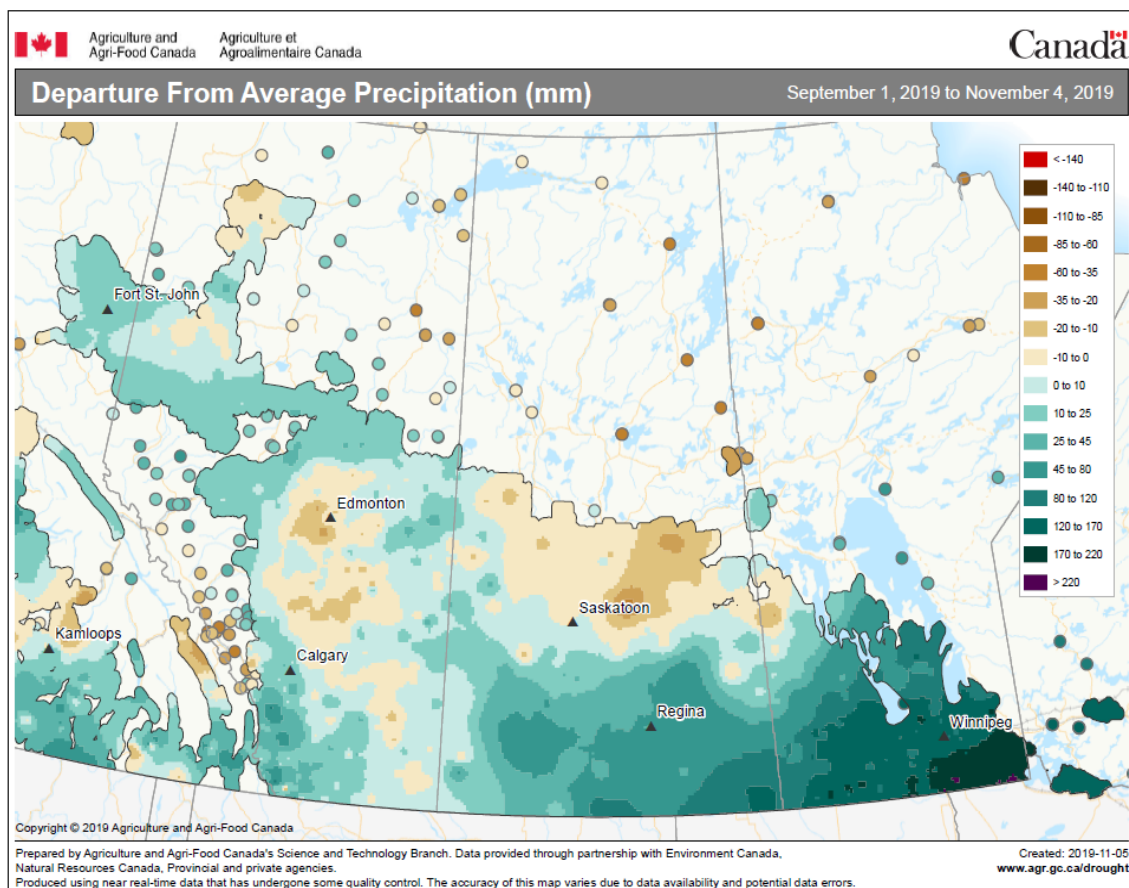 Agriculture and
Agri-Food Canada
Agriculture et
Agroalimentaire Canada
Canada
Departure From Average Precipitation (mm)
September 1, 2019 to November 4, 2019
< -140
-140 to -110
-110 to -85
-85 to -60
-60 to -35
-35 to -20
-20 to -10
-10 to 0
0 to 10
10 to 25
25 to 45
45 to 80
80 to 120
120 to 170
170 to 220
> 220
Fort St. John
Edmonton
Saskatoon
Kamloops
Calgary
Regina
Winnipeg
Copyright © 2019 Agriculture and Agri-Food Canada
Prepared by Agriculture and Agri-Food Canada's Science and Technology Branch. Data provided through partnership with Environment Canada,
Natural Resources Canada, Provincial and private agencies.
Produced using near real-time data that has undergone some quality control. The accuracy of this map varies due to data availability and potential data errors.
Created: 2019-11-05
www.agr.gc.ca/drought